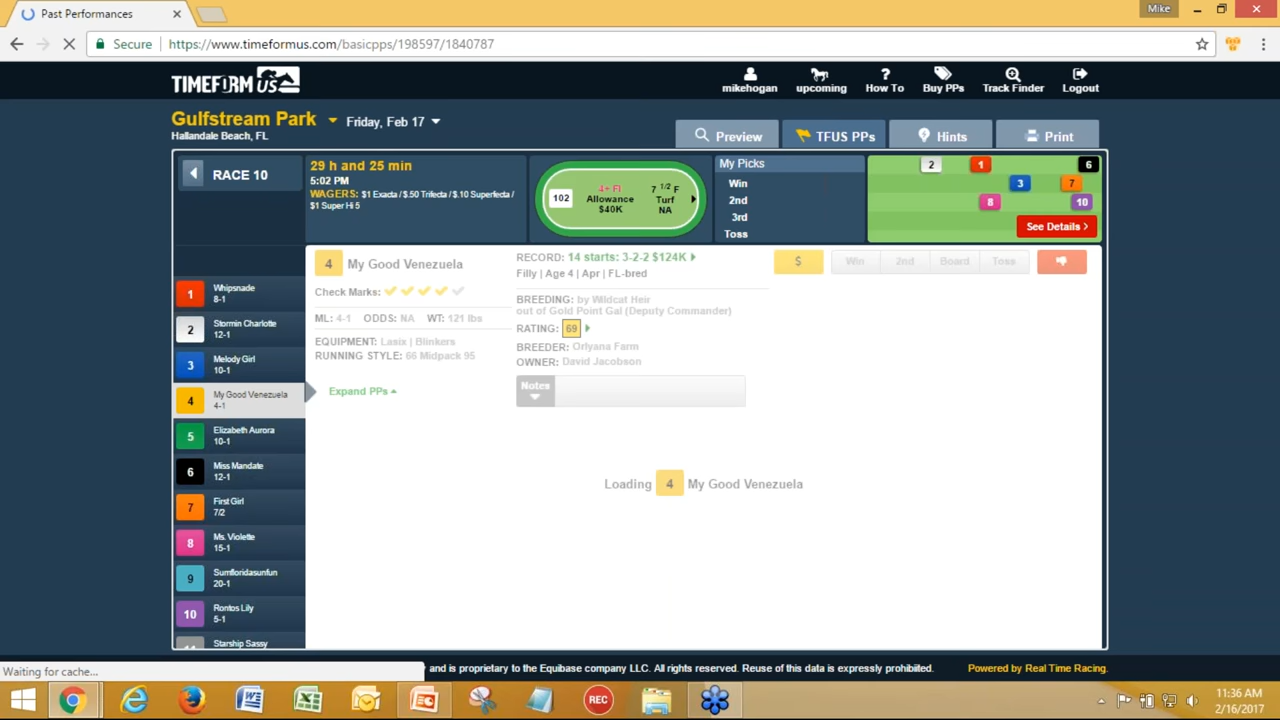 Past Performances
Mike
Secure https://www.timeformus.com/basicpps/198597/1840787
TIMEFORM US
mikehogan
upcoming
How To
Buy PPs
Track Finder
Logout
Gulfstream Park
Friday, Feb 17
Hallandale Beach, FL
Preview
TFUS PPs
Hints
Print
RACE 10
29 h and 25 min
5:02 PM
WAGERS: $1 Exacta / $.50 Trifecta / $.10 Superfecta /
$1 Super Hi 5
102
4+ FI
Allowance
$40K
7 1/2 F
Turf
NA
My Picks
Win
2nd
3rd
Toss
2 1 6
3 7
8 10
See Details
4 My Good Venezuela
Check Marks:
ML: 4-1 ODDS: NA WT: 121 lbs
EQUIPMENT: Lasix | Blinkers
RUNNING STYLE: 66 Midpack 95
Expand PPs
RECORD: 14 starts: 3-2-2 $124K
Filly | Age 4 | Apr | FL-bred
BREEDING: by Wildcat Heir
out of Gold Point Gal (Deputy Commander)
RATING: 69
BREEDER: Orlyana Farm
OWNER: David Jacobson
Notes
$ Win 2nd Board Toss
1 Whipsnade
8-1
2 Stormin Charlotte
12-1
3 Melody Girl
10-1
4 My Good Venezuela
4-1
5 Elizabeth Aurora
10-1
6 Miss Mandate
12-1
7 First Girl
7/2
8 Ms. Violette
15-1
9 Sumfloridasunfun
20-1
10 Rontos Lily
5-1
11 Starship Sassy
Loading 4 My Good Venezuela
Waiting for cache...
and is proprietary to the Equibase company LLC. All rights reserved. Reuse of this data is expressly prohibited.
Powered by Real Time Racing.
REC
11:36 AM
2/16/2017